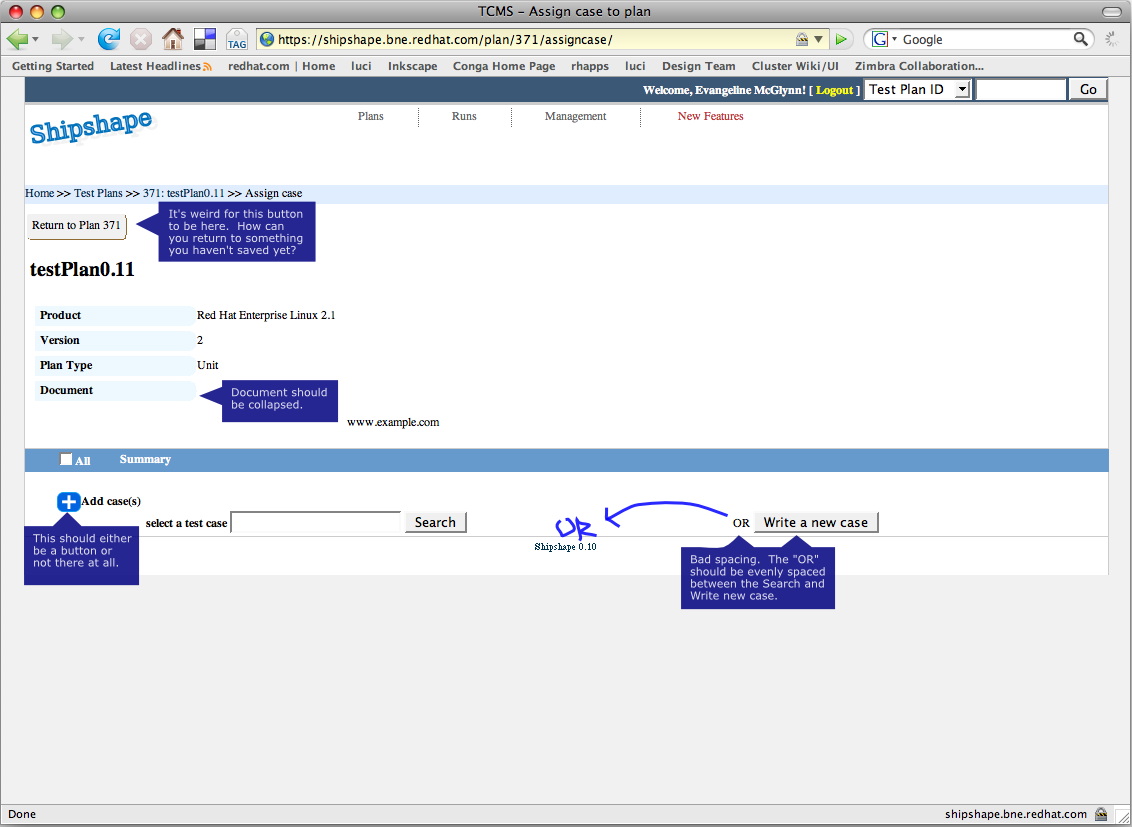 TCMS – Assign case to plan
TAG
https://shipshape.bne.redhat.com/plan/371/assigncase/
G Google
Getting Started Latest Headlines redhat.com | Home luci Inkscape Conga Home Page rhapps luci Design Team Cluster Wiki/UI Zimbra Collaboration...
Welcome, Evangeline McGlynn! [ Logout ] Test Plan ID Go
Shipshape
Plans Runs Management New Features
Home >> Test Plans >> 371: testPlan0.11 >> Assign case
Return to Plan 371
It's weird for this button
to be here. How can
you return to something
you haven't saved yet?
testPlan0.11
Product Red Hat Enterprise Linux 2.1
Version 2
Plan Type Unit
Document
Document should
be collapsed.
www.example.com
All Summary
Add case(s)
select a test case Search OR OR Write a new case
Shipshape 0.10
This should either
be a button or
not there at all.
Bad spacing. The "OR"
should be evenly spaced
between the Search and
Write new case.
Done shipshape.bne.redhat.com